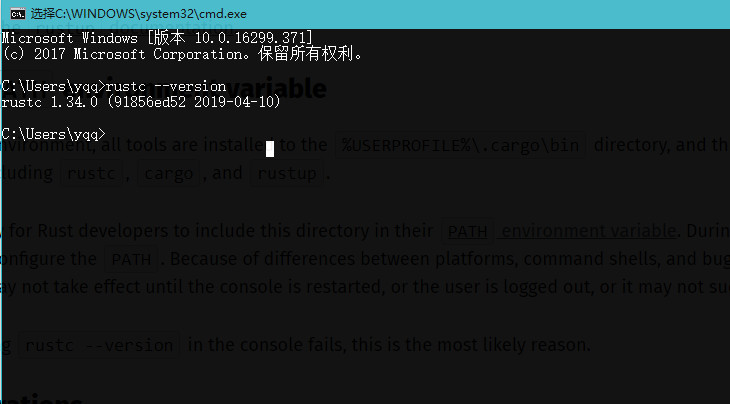 选择C:\WINDOWS\system32\cmd.exe
rustup documentation
Microsoft Windows [版本 10.0.16299.371]
(c) 2017 Microsoft Corporation。保留所有权利。
C:\Users\yqq>rustc --version
variable
rustc 1.34.0 (91856ed52 2019-04-10)
C:\Users\yqq>
all tools are installed to the %USERPROFILE%\.cargo\bin directory, and th
luding rustc, cargo, and rustup.
, for Rust developers to include this directory in their PATH environment variable. Durin
onfigure the PATH. Because of differences between platforms, command shells, and bug
ay not take effect until the console is restarted, or the user is logged out, or it may not su
g rustc --version in the console fails, this is the most likely reason.